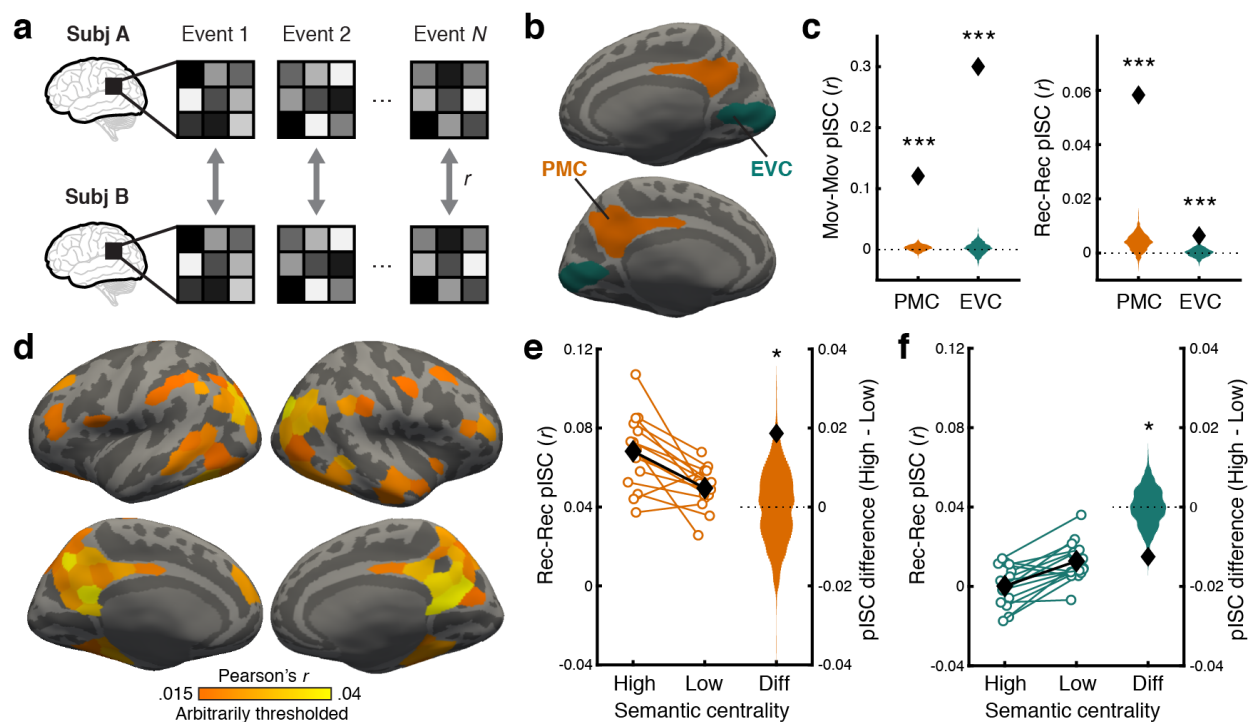 a
Subj A
Event 1
Event 2
Event N
...
...
r
Subj B
b
PMC
EVC
c
Mov-Mov pISC (r)
0.3
0.2
0.1
0
***
***
PMC
EVC
Rec-Rec pISC (r)
0.06
0.04
0.02
0
***
***
PMC
EVC
d
Pearson's r
.015
.04
Arbitrarily thresholded
e
Rec-Rec pISC (r)
0.12
0.08
0.04
0
-0.04
*
0.04
0.02
0
-0.02
-0.04
pISC difference (High - Low)
High
Low
Diff
Semantic centrality
f
Rec-Rec pISC (r)
0.12
0.08
0.04
0
-0.04
*
0.04
0.02
0
-0.02
-0.04
pISC difference (High - Low)
High
Low
Diff
Semantic centrality